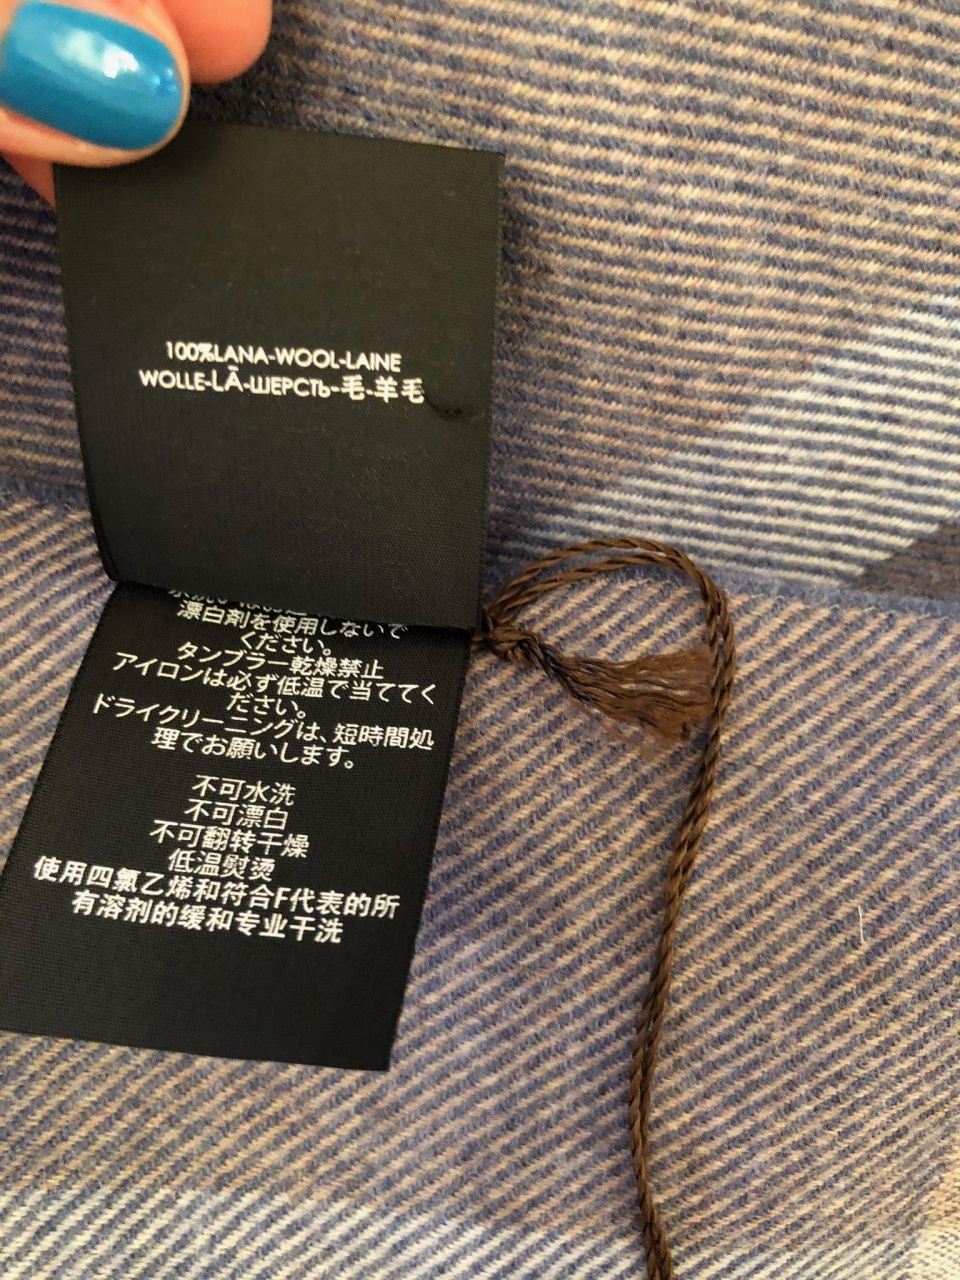 100%LANA-WOOL-LAINE
WOLLE-LÃ-ШЕРСТЬ-毛-羊毛
漂白剤を使用しないで
ください。
タンブラー乾燥禁止
アイロンは必ず低温で当ててく
ださい。
ドライクリーニングは、短時間処
理でお願いします。
不可水洗
不可漂白
不可翻转干燥
低温熨烫
使用四氯乙烯和符合F代表的所
有溶剂的缓和专业干洗